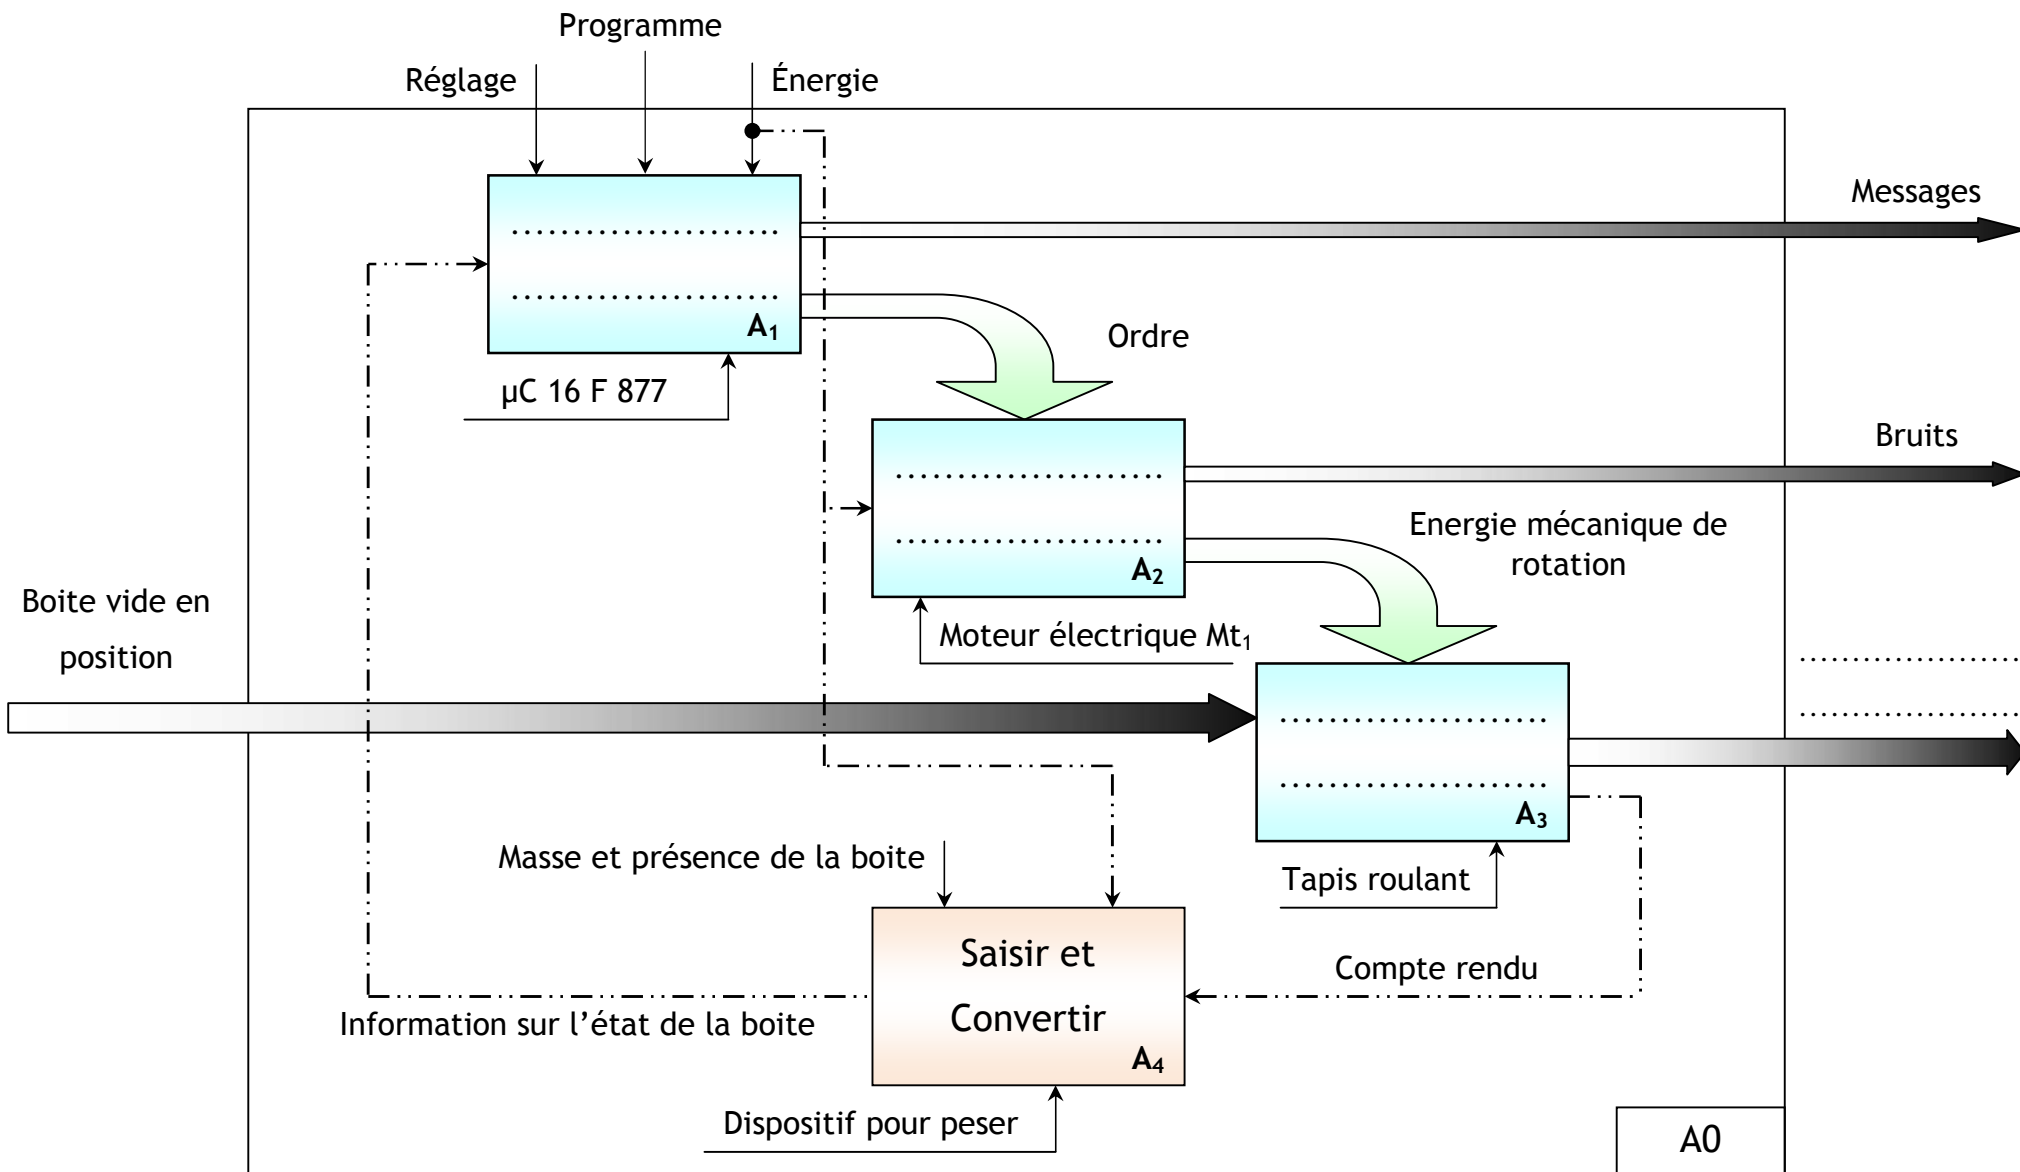 Programme
Réglage
Énergie
Messages
A1
Ordre
µC 16 F 877
Bruits
Energie mécanique de
rotation
A2
Boite vide en
position
Moteur électrique Mt1
A3
Masse et présence de la boite
Tapis roulant
Saisir et
Convertir
A4
Compte rendu
Information sur l’état de la boite
Dispositif pour peser
A0